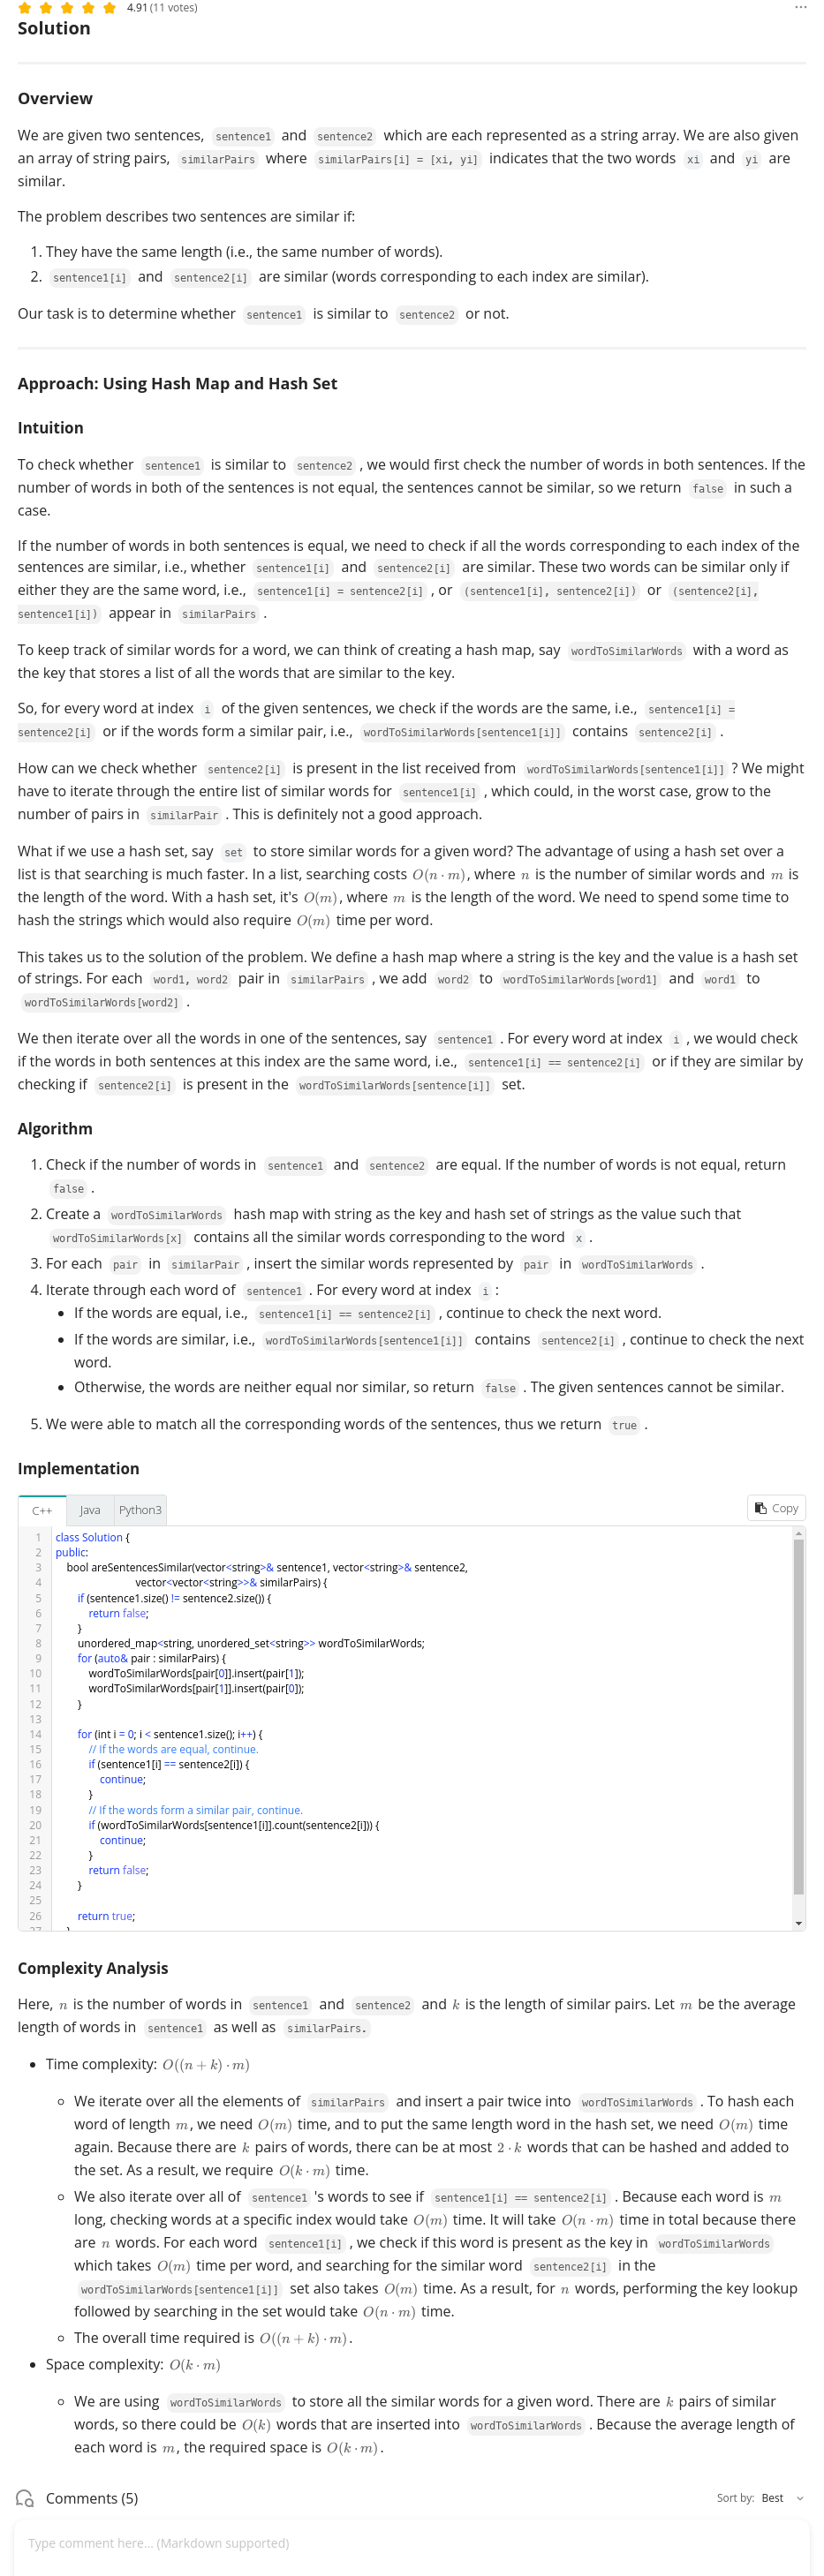 4.91 (11 votes)
Solution
Overview
We are given two sentences, sentence1 and sentence2 which are each represented as a string array. We are also given
an array of string pairs, similarPairs where similarPairs[i] = [xi, yi] indicates that the two words xi and yi are
similar.
The problem describes two sentences are similar if:
1. They have the same length (i.e., the same number of words).
2. sentence1[i] and sentence2[i] are similar (words corresponding to each index are similar).
Our task is to determine whether sentence1 is similar to sentence2 or not.
Approach: Using Hash Map and Hash Set
Intuition
To check whether sentence1 is similar to sentence2 , we would first check the number of words in both sentences. If the
number of words in both of the sentences is not equal, the sentences cannot be similar, so we return false in such a
case.
If the number of words in both sentences is equal, we need to check if all the words corresponding to each index of the
sentences are similar, i.e., whether sentence1[i] and sentence2[i] are similar. These two words can be similar only if
either they are the same word, i.e., sentence1[i] = sentence2[i] , or (sentence1[i], sentence2[i]) or (sentence2[i],
sentence1[i]) appear in similarPairs .
To keep track of similar words for a word, we can think of creating a hash map, say wordToSimilarWords with a word as
the key that stores a list of all the words that are similar to the key.
So, for every word at index i of the given sentences, we check if the words are the same, i.e., sentence1[i] =
sentence2[i] or if the words form a similar pair, i.e., wordToSimilarWords[sentence1[i]] contains sentence2[i] .
How can we check whether sentence2[i] is present in the list received from wordToSimilarWords[sentence1[i]] ? We might
have to iterate through the entire list of similar words for sentence1[i] , which could, in the worst case, grow to the
number of pairs in similarPair . This is definitely not a good approach.
What if we use a hash set, say set to store similar words for a given word? The advantage of using a hash set over a
list is that searching is much faster. In a list, searching costs O(n · m), where n is the number of similar words and m is
the length of the word. With a hash set, it's O(m), where m is the length of the word. We need to spend some time to
hash the strings which would also require O(m) time per word.
This takes us to the solution of the problem. We define a hash map where a string is the key and the value is a hash set
of strings. For each word1, word2 pair in similarPairs , we add word2 to wordToSimilarWords[word1] and word1 to
wordToSimilarWords[word2] .
We then iterate over all the words in one of the sentences, say sentence1 . For every word at index i , we would check
if the words in both sentences at this index are the same word, i.e., sentence1[i] == sentence2[i] or if they are similar by
checking if sentence2[i] is present in the wordToSimilarWords[sentence[i]] set.
Algorithm
1. Check if the number of words in sentence1 and sentence2 are equal. If the number of words is not equal, return
false .
2. Create a wordToSimilarWords hash map with string as the key and hash set of strings as the value such that
wordToSimilarWords[x] contains all the similar words corresponding to the word x .
3. For each pair in similarPair , insert the similar words represented by pair in wordToSimilarWords .
4. Iterate through each word of sentence1 . For every word at index i :
• If the words are equal, i.e., sentence1[i] == sentence2[i] , continue to check the next word.
• If the words are similar, i.e., wordToSimilarWords[sentence1[i]] contains sentence2[i] , continue to check the next
word.
• Otherwise, the words are neither equal nor similar, so return false . The given sentences cannot be similar.
5. We were able to match all the corresponding words of the sentences, thus we return true .
Implementation
C++ Java Python3 Copy
1 class Solution {
2 public:
3 bool areSentencesSimilar(vector<string>& sentence1, vector<string>& sentence2,
4 vector<vector<string>>& similarPairs) {
5 if (sentence1.size() != sentence2.size()) {
6 return false;
7 }
8 unordered_map<string, unordered_set<string>> wordToSimilarWords;
9 for (auto& pair : similarPairs) {
10 wordToSimilarWords[pair[0]].insert(pair[1]);
11 wordToSimilarWords[pair[1]].insert(pair[0]);
12 }
13
14 for (int i = 0; i < sentence1.size(); i++) {
15 // If the words are equal, continue.
16 if (sentence1[i] == sentence2[i]) {
17 continue;
18 }
19 // If the words form a similar pair, continue.
20 if (wordToSimilarWords[sentence1[i]].count(sentence2[i])) {
21 continue;
22 }
23 return false;
24 }
25
26 return true;
27 }
Complexity Analysis
Here, n is the number of words in sentence1 and sentence2 and k is the length of similar pairs. Let m be the average
length of words in sentence1 as well as similarPairs.
• Time complexity: O((n + k) · m)
◦ We iterate over all the elements of similarPairs and insert a pair twice into wordToSimilarWords . To hash each
word of length m, we need O(m) time, and to put the same length word in the hash set, we need O(m) time
again. Because there are k pairs of words, there can be at most 2 · k words that can be hashed and added to
the set. As a result, we require O(k · m) time.
◦ We also iterate over all of sentence1 's words to see if sentence1[i] == sentence2[i] . Because each word is m
long, checking words at a specific index would take O(m) time. It will take O(n · m) time in total because there
are n words. For each word sentence1[i] , we check if this word is present as the key in wordToSimilarWords
which takes O(m) time per word, and searching for the similar word sentence2[i] in the
wordToSimilarWords[sentence1[i]] set also takes O(m) time. As a result, for n words, performing the key lookup
followed by searching in the set would take O(n · m) time.
◦ The overall time required is O((n + k) · m).
• Space complexity: O(k · m)
◦ We are using wordToSimilarWords to store all the similar words for a given word. There are k pairs of similar
words, so there could be O(k) words that are inserted into wordToSimilarWords . Because the average length of
each word is m, the required space is O(k · m).
Comments (5) Sort by: Best
Type comment here... (Markdown supported)